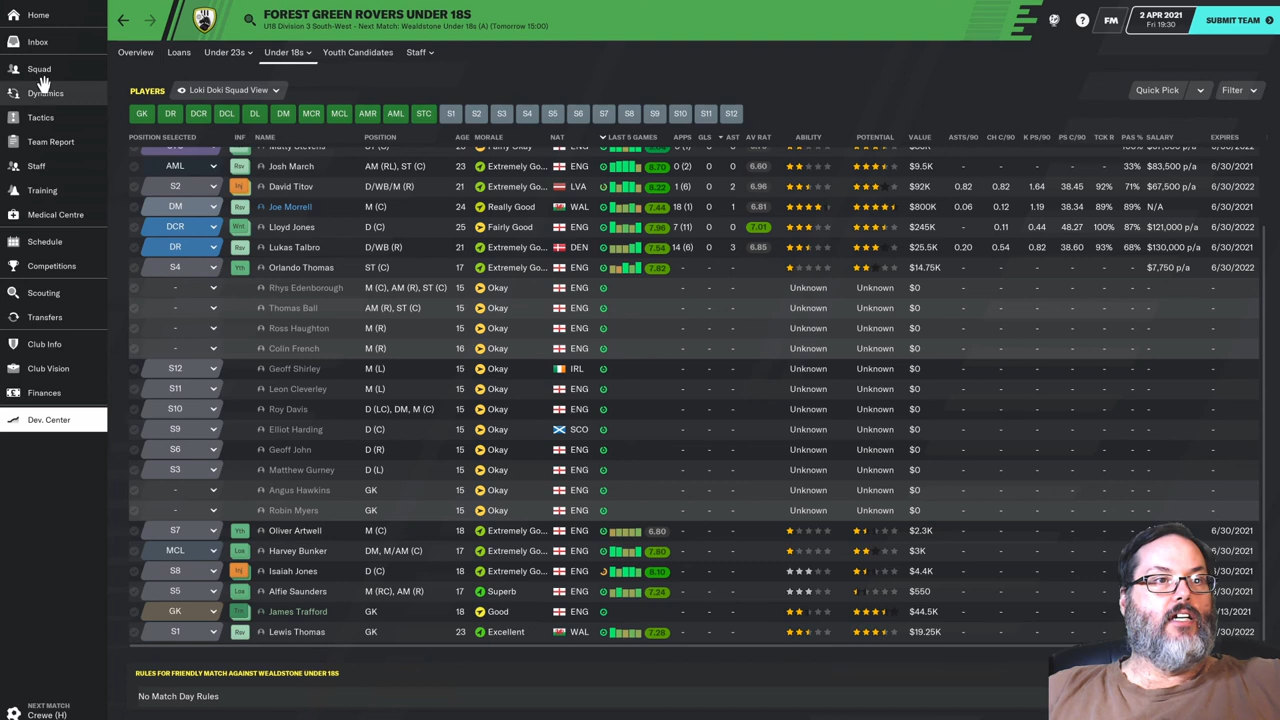 Home
FOREST GREEN ROVERS UNDER 18S
U18 Division 3 South-West - Next Match: Wealdstone Under 18s (A) (Tomorrow 15:00)
FM
2 APR 2021
Fri 19:30
SUBMIT TEAM
Inbox
Squad
Dynamics
Tactics
Team Report
Staff
Training
Medical Centre
Schedule
Competitions
Scouting
Transfers
Club Info
Club Vision
Finances
Dev. Center
NEXT MATCH
Crewe (H)
Overview Loans Under 23s Under 18s Youth Candidates Staff
PLAYERS Loki Doki Squad View Quick Pick Filter
GK DR DCR DCL DL DM MCR MCL AMR AML STC S1 S2 S3 S4 S5 S6 S7 S8 S9 S10 S11 S12
POSITION SELECTED INF NAME POSITION AGE MORALE NAT LAST 5 GAMES APPS GLS AST AV RAT ABILITY POTENTIAL VALUE ASTS/90 CH C/90 K PS/90 PS C/90 TCK R PAS % SALARY EXPIRES
AML Rsv Josh March AM (RL), ST (C) 23 Extremely Go... ENG 8.70 0 (2) 0 0 6.60 $9.5K - - - - - 33% $83,500 p/a 6/30/2021
S2 Inj David Titov D/WB/M (R) 21 Extremely Go... LVA 8.22 1 (6) 0 2 6.96 $92K 0.82 0.82 1.64 38.45 92% 71% $67,500 p/a 6/30/2022
DM Rsv Joe Morrell M (C) 24 Really Good WAL 7.44 18 (1) 0 1 6.81 $800K 0.06 0.12 1.19 38.34 89% 89% N/A
DCR Wnt Lloyd Jones D (C) 25 Fairly Good ENG 7.96 7 (11) 0 0 7.01 $245K - 0.11 0.44 48.27 100% 87% $121,000 p/a 6/30/2022
DR Rsv Lukas Talbro D/WB (R) 21 Extremely Go... DEN 7.54 14 (6) 0 3 6.85 $25.5K 0.20 0.54 0.82 38.60 53% 68% $130,000 p/a 6/30/2021
S4 Yth Orlando Thomas ST (C) 17 Extremely Go... ENG 7.82 - - - - $14.75K - - - - - - $7,750 p/a 6/30/2022
- Rhys Edenborough M (C), AM (R), ST (C) 15 Okay ENG - - - - Unknown Unknown $0 - - - - - - - -
- Thomas Ball AM (R), ST (C) 15 Okay ENG - - - - Unknown Unknown $0 - - - - - - - -
- Ross Haughton M (R) 15 Okay ENG - - - - Unknown Unknown $0 - - - - - - - -
- Colin French M (R) 16 Okay ENG - - - - Unknown Unknown $0 - - - - - - - -
S12 Geoff Shirley M (L) 15 Okay IRL - - - - Unknown Unknown $0 - - - - - - - -
S11 Leon Cleverley M (L) 15 Okay ENG - - - - Unknown Unknown $0 - - - - - - - -
S10 Roy Davis D (LC), DM, M (C) 15 Okay ENG - - - - Unknown Unknown $0 - - - - - - - -
S9 Elliot Harding D (C) 15 Okay SCO - - - - Unknown Unknown $0 - - - - - - - -
S6 Geoff John D (R) 15 Okay ENG - - - - Unknown Unknown $0 - - - - - - - -
S3 Matthew Gurney D (L) 15 Okay ENG - - - - Unknown Unknown $0 - - - - - - - -
- Angus Hawkins GK 15 Okay ENG - - - - Unknown Unknown $0 - - - - - - - -
- Robin Myers GK 15 Okay ENG - - - - Unknown Unknown $0 - - - - - - - -
S7 Yth Oliver Artwell M (C) 18 Extremely Go... ENG 6.80 - - - - $2.3K - - - - - - - 6/30/2021
MCL Loa Harvey Bunker DM, M/AM (C) 17 Extremely Go... ENG 7.80 - - - - $3K - - - - - - 6/30/2021
S8 Inj Isaiah Jones D (C) 18 Extremely Go... ENG 8.10 - - - - $4.4K - - - - - - 6/30/2021
S5 Loa Alfie Saunders M (RC), AM (R) 17 Superb ENG 7.24 - - - - $550 - - - - - - /30/2021
GK Trn James Trafford GK 18 Good ENG - - - - $44.5K - - - - - - /13/2021
S1 Rsv Lewis Thomas GK 23 Excellent WAL 7.28 - - - - $19.25K - - - - - - /30/2022
RULES FOR FRIENDLY MATCH AGAINST WEALDSTONE UNDER 18S
No Match Day Rules